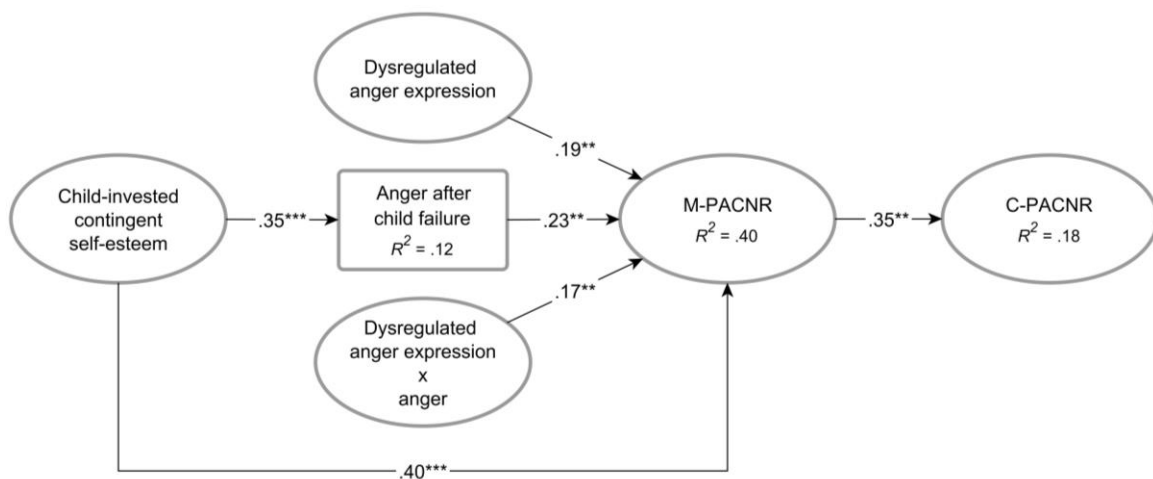 Dysregulated
anger expression
.19**
Child-invested
contingent
self-esteem
.35***
Anger after
child failure
R² = .12
.23**
M-PACNR
R² = .40
.35**
C-PACNR
R² = .18
.17**
Dysregulated
anger expression
x
anger
.40***